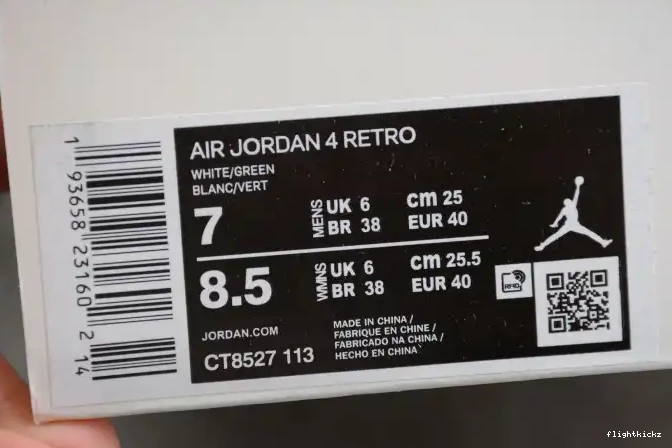 1 93658 23160 2 14
AIR JORDAN 4 RETRO
WHITE/GREEN
BLANC/VERT
7
MENS
UK 6
BR 38
cm 25
EUR 40
8.5
WMNS
UK 6
BR 38
cm 25.5
EUR 40
JORDAN.COM
CT8527 113
MADE IN CHINA /
FABRIQUE EN CHINE /
FABRICADO NA CHINA /
HECHO EN CHINA
RFID
flightkickz